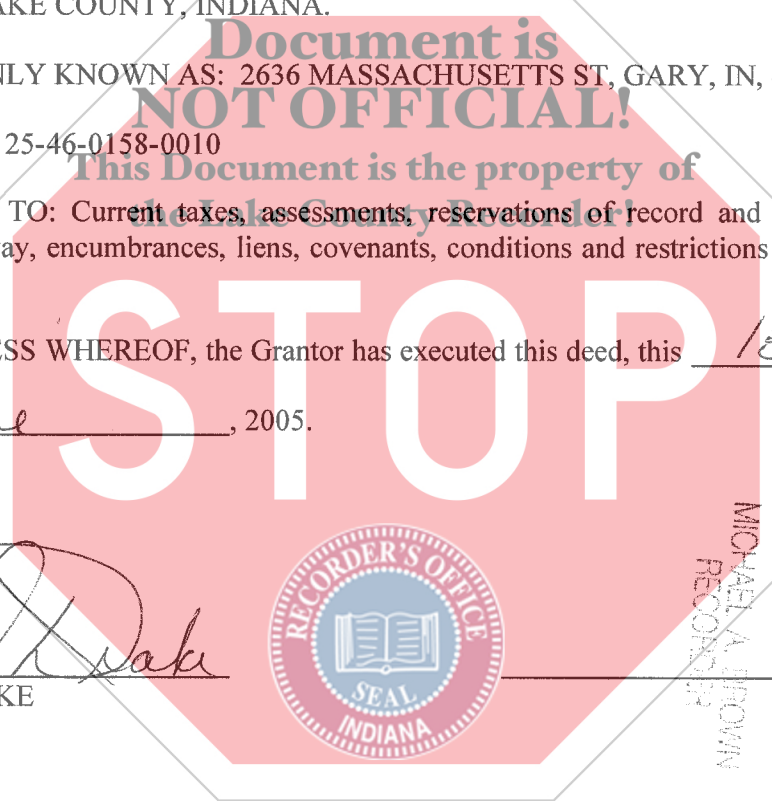 AKE COUNTY, INDIANA.
Document is
NLY KNOWN AS: 2636 MASSACHUSETTS ST, GARY, IN,
NOT OFFICIAL!
25-46-0158-0010
This Document is the property of
the Lake County Recorder!
TO: Current taxes, assessments, reservations of record and
ay, encumbrances, liens, covenants, conditions and restrictions
STOP
ESS WHEREOF, the Grantor has executed this deed, this
, 2005.
MICHAEL A. BROWN
RECORDER
RECORDER'S OFFICE
SEAL
INDIANA
KE